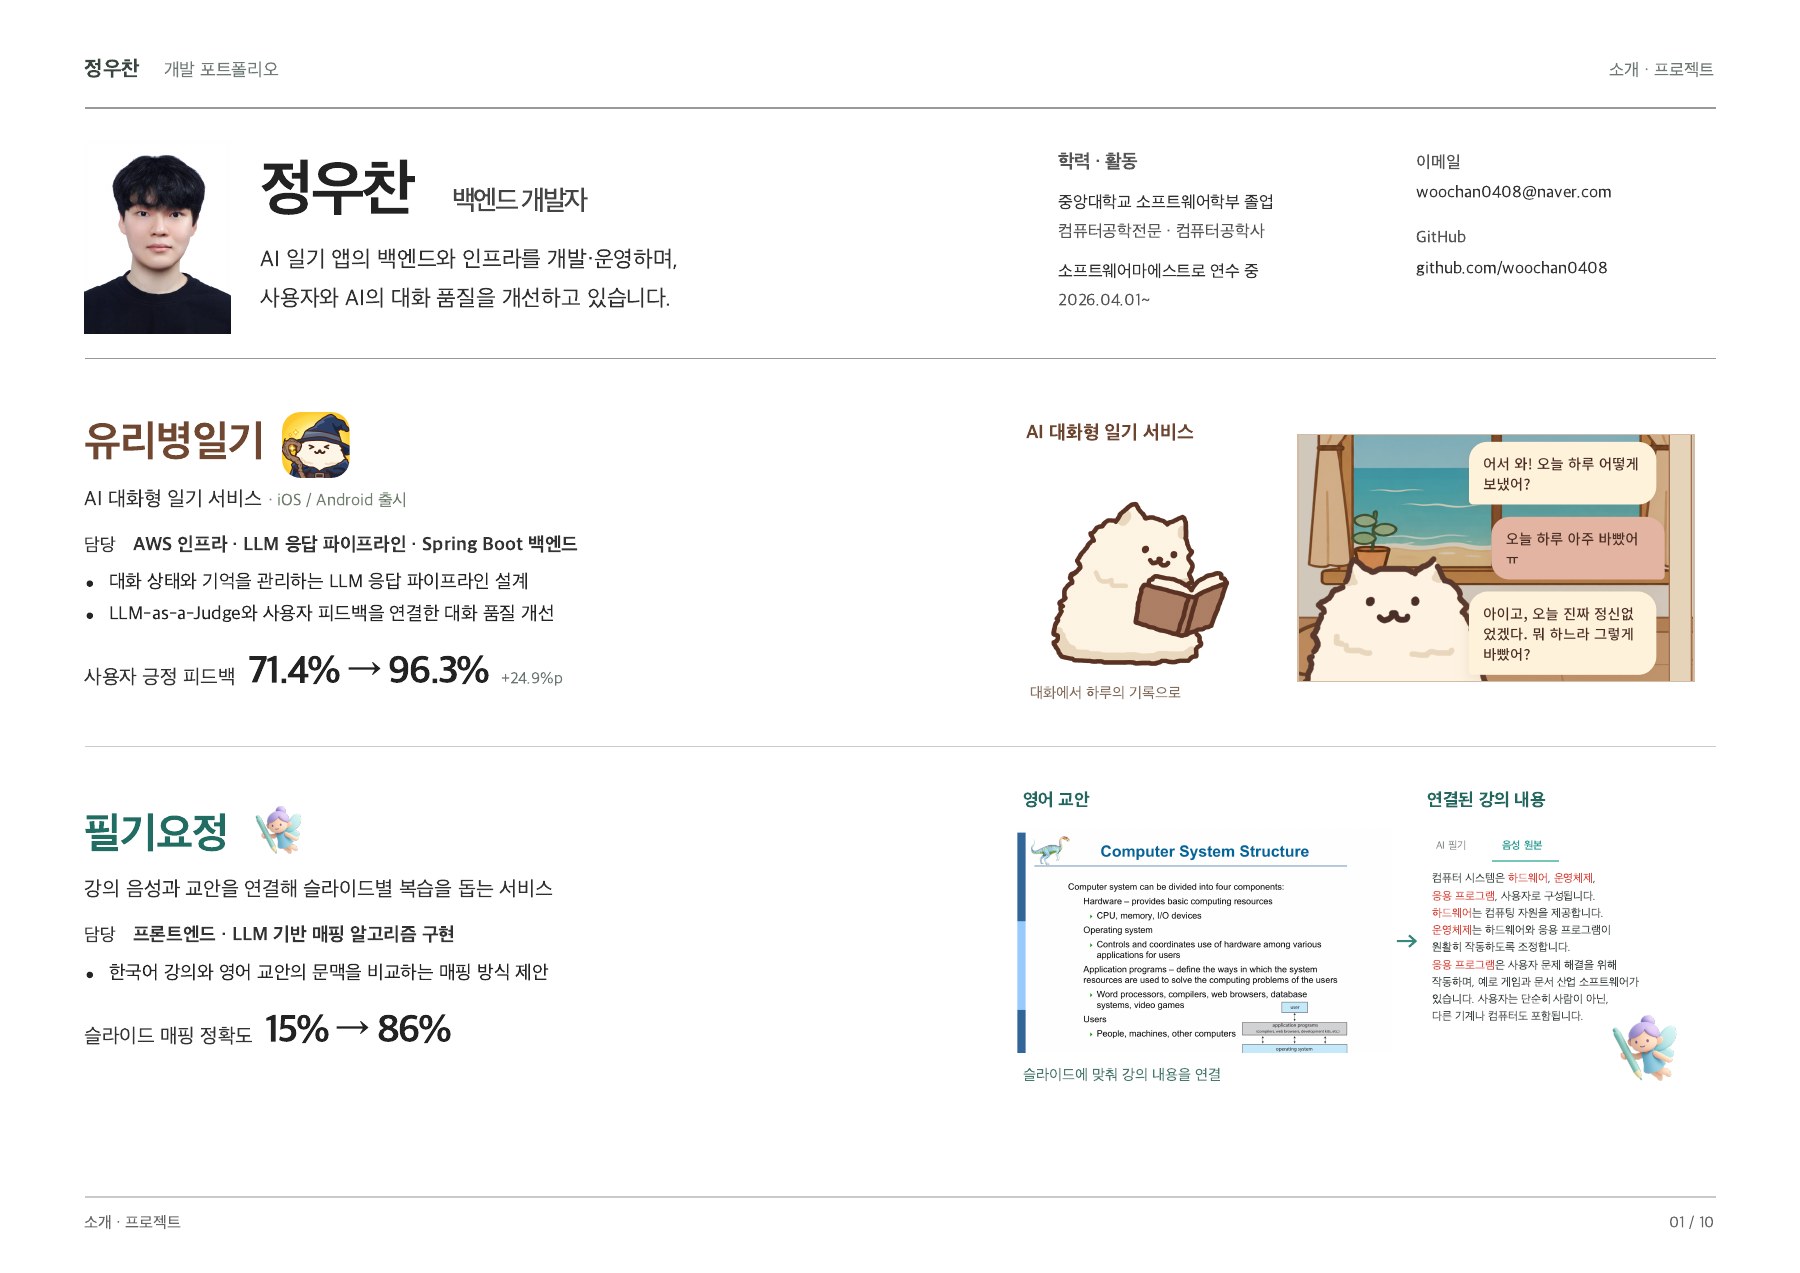 정우찬 개발 포트폴리오
소개 · 프로젝트
정우찬 백엔드 개발자
AI 일기 앱의 백엔드와 인프라를 개발·운영하며,
사용자와 AI의 대화 품질을 개선하고 있습니다.
학력 · 활동
중앙대학교 소프트웨어학부 졸업
컴퓨터공학전문 · 컴퓨터공학사
소프트웨어마에스트로 연수 중
2026.04.01~
이메일
woochan0408@naver.com
GitHub
github.com/woochan0408
유리병일기
AI 대화형 일기 서비스 · iOS / Android 출시
담당 AWS 인프라 · LLM 응답 파이프라인 · Spring Boot 백엔드
• 대화 상태와 기억을 관리하는 LLM 응답 파이프라인 설계
• LLM-as-a-Judge와 사용자 피드백을 연결한 대화 품질 개선
사용자 긍정 피드백 71.4% → 96.3% +24.9%p
AI 대화형 일기 서비스
대화에서 하루의 기록으로
어서 와! 오늘 하루 어떻게
보냈어?
오늘 하루 아주 바빴어
ㅠ
아이고, 오늘 진짜 정신없
었겠다. 뭐 하느라 그렇게
바빴어?
필기요정
강의 음성과 교안을 연결해 슬라이드별 복습을 돕는 서비스
담당 프론트엔드 · LLM 기반 매핑 알고리즘 구현
• 한국어 강의와 영어 교안의 문맥을 비교하는 매핑 방식 제안
슬라이드 매핑 정확도 15% → 86%
영어 교안
Computer System Structure
Computer system can be divided into four components:
Hardware – provides basic computing resources
CPU, memory, I/O devices
Operating system
Controls and coordinates use of hardware among various
applications for users
Application programs – define the ways in which the system
resources are used to solve the computing problems of the users
Word processors, compilers, web browsers, database
systems, video games
Users
People, machines, other computers
user
application programs
(compilers, web browsers, development kits, etc.)
operating system
슬라이드에 맞춰 강의 내용을 연결
→
연결된 강의 내용
AI 필기 음성 원본
컴퓨터 시스템은 하드웨어, 운영체제,
응용 프로그램, 사용자로 구성됩니다.
하드웨어는 컴퓨팅 자원을 제공합니다.
운영체제는 하드웨어와 응용 프로그램이
원활히 작동하도록 조정합니다.
응용 프로그램은 사용자 문제 해결을 위해
작동하며, 예로 게임과 문서 산업 소프트웨어가
있습니다. 사용자는 단순히 사람이 아닌,
다른 기계나 컴퓨터도 포함됩니다.
소개 · 프로젝트
01 / 10